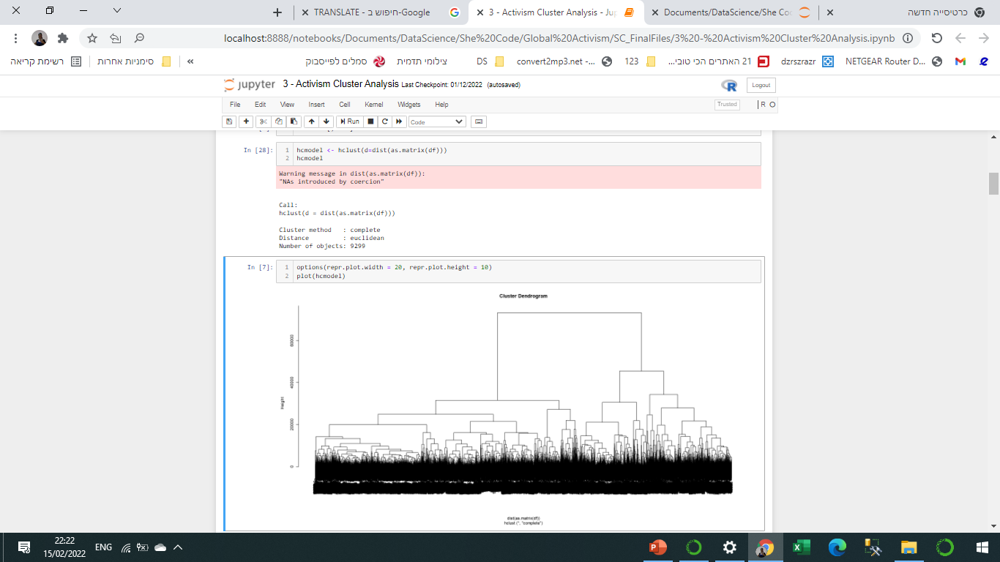 TRANSLATE - חיפוש ב-Google
3 - Activism Cluster Analysis - Ju
Documents/DataScience/She Co
כרטיסייה חדשה
localhost:8888/notebooks/Documents/DataScience/She%20Code/Global%20Activism/SC_FinalFiles/3%20-%20Activism%20Cluster%20Analysis.ipynb
רשימת קריאה
סימניות אחרות
«
סמלים לפייסבוק
צילומי תדמית
DS
convert2mp3.net -...
123
21 האתרים הכי טובי...
dzrszrazr
NETGEAR Router D...
jupyter 3 - Activism Cluster Analysis Last Checkpoint: 01/12/2022 (autosaved)
Logout
File Edit View Insert Cell Kernel Widgets Help
Trusted
R
Run
Code
In [28]:
1 hcmodel <- hclust(d=dist(as.matrix(df)))
2 hcmodel
Warning message in dist(as.matrix(df)):
"NAs introduced by coercion"
Call:
hclust(d = dist(as.matrix(df)))
Cluster method : complete
Distance : euclidean
Number of objects: 9299
In [7]:
1 options(repr.plot.width = 20, repr.plot.height = 10)
2 plot(hcmodel)
Cluster Dendrogram
Height
60000
40000
20000
0
dist(as.matrix(df))
hclust (*, "complete")
22:22
15/02/2022
ENG